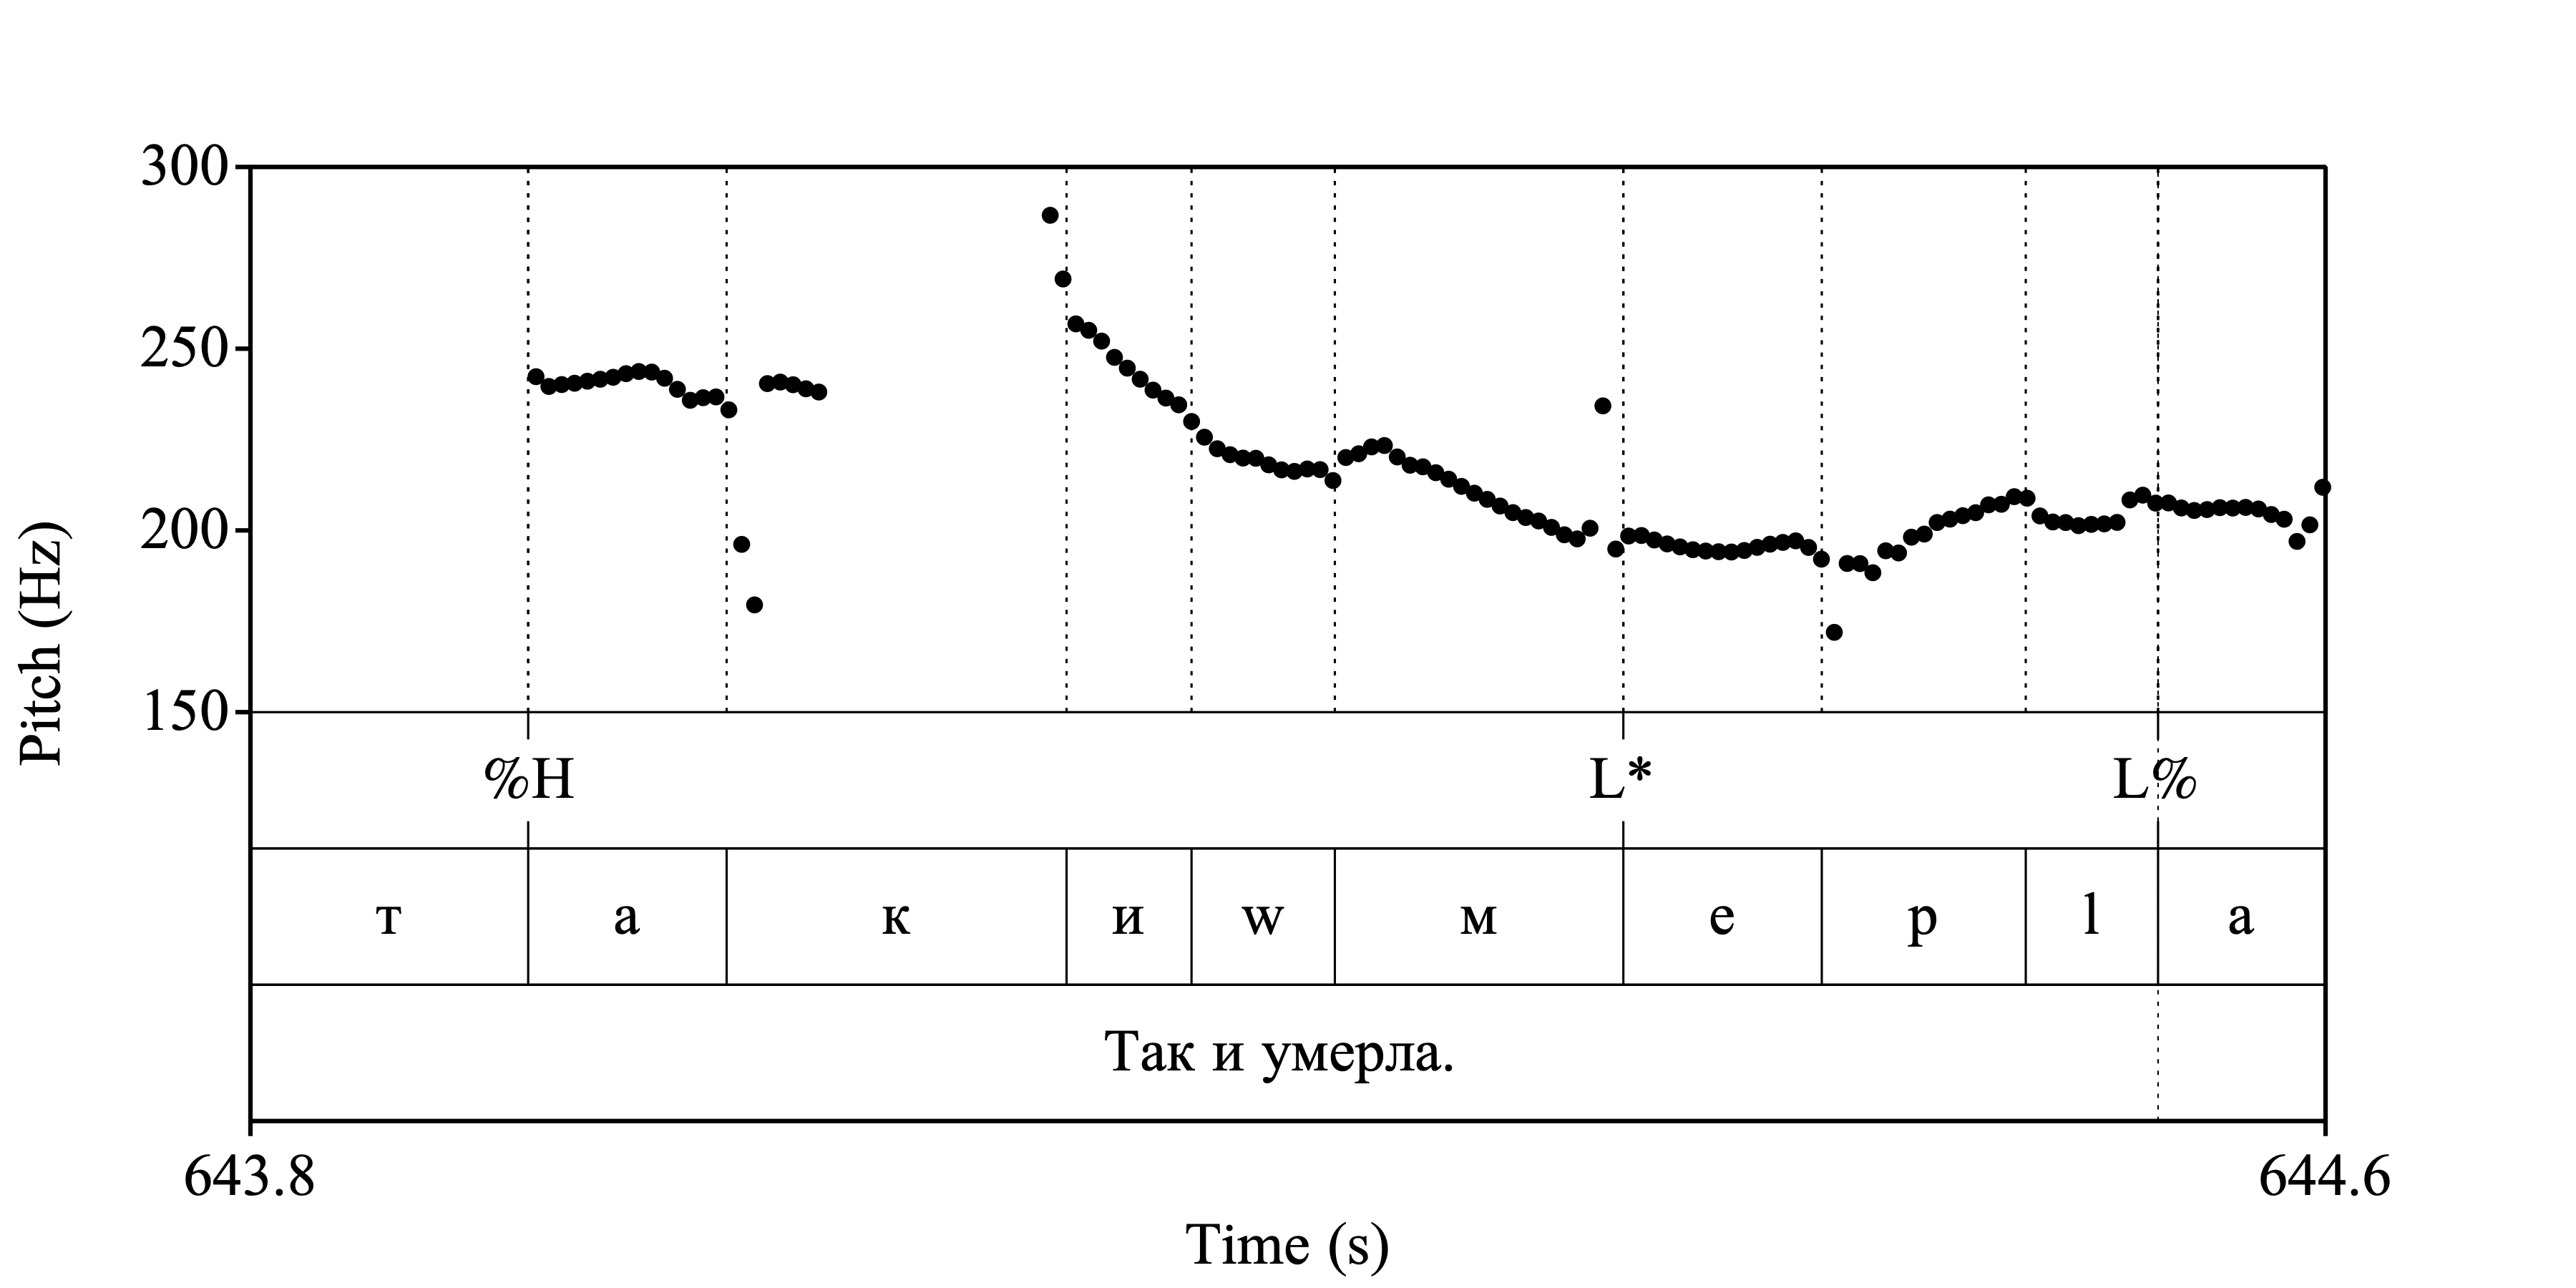 300
250
200
150
Pitch (Hz)
%H L* L%
т а к и w м е р l а
Так и умерла.
643.8 644.6
Time (s)